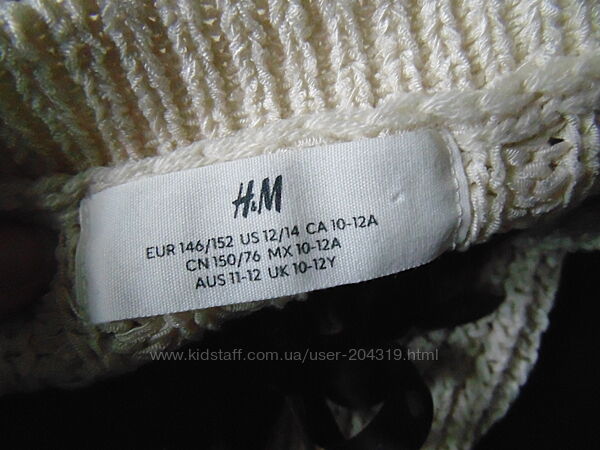 H&M
EUR 146/152 US 12/14 CA 10-12A
CN 150/76 MX 10-12A
AUS 11-12 UK 10-12Y
www.kidstaff.com.ua/user-204319.html